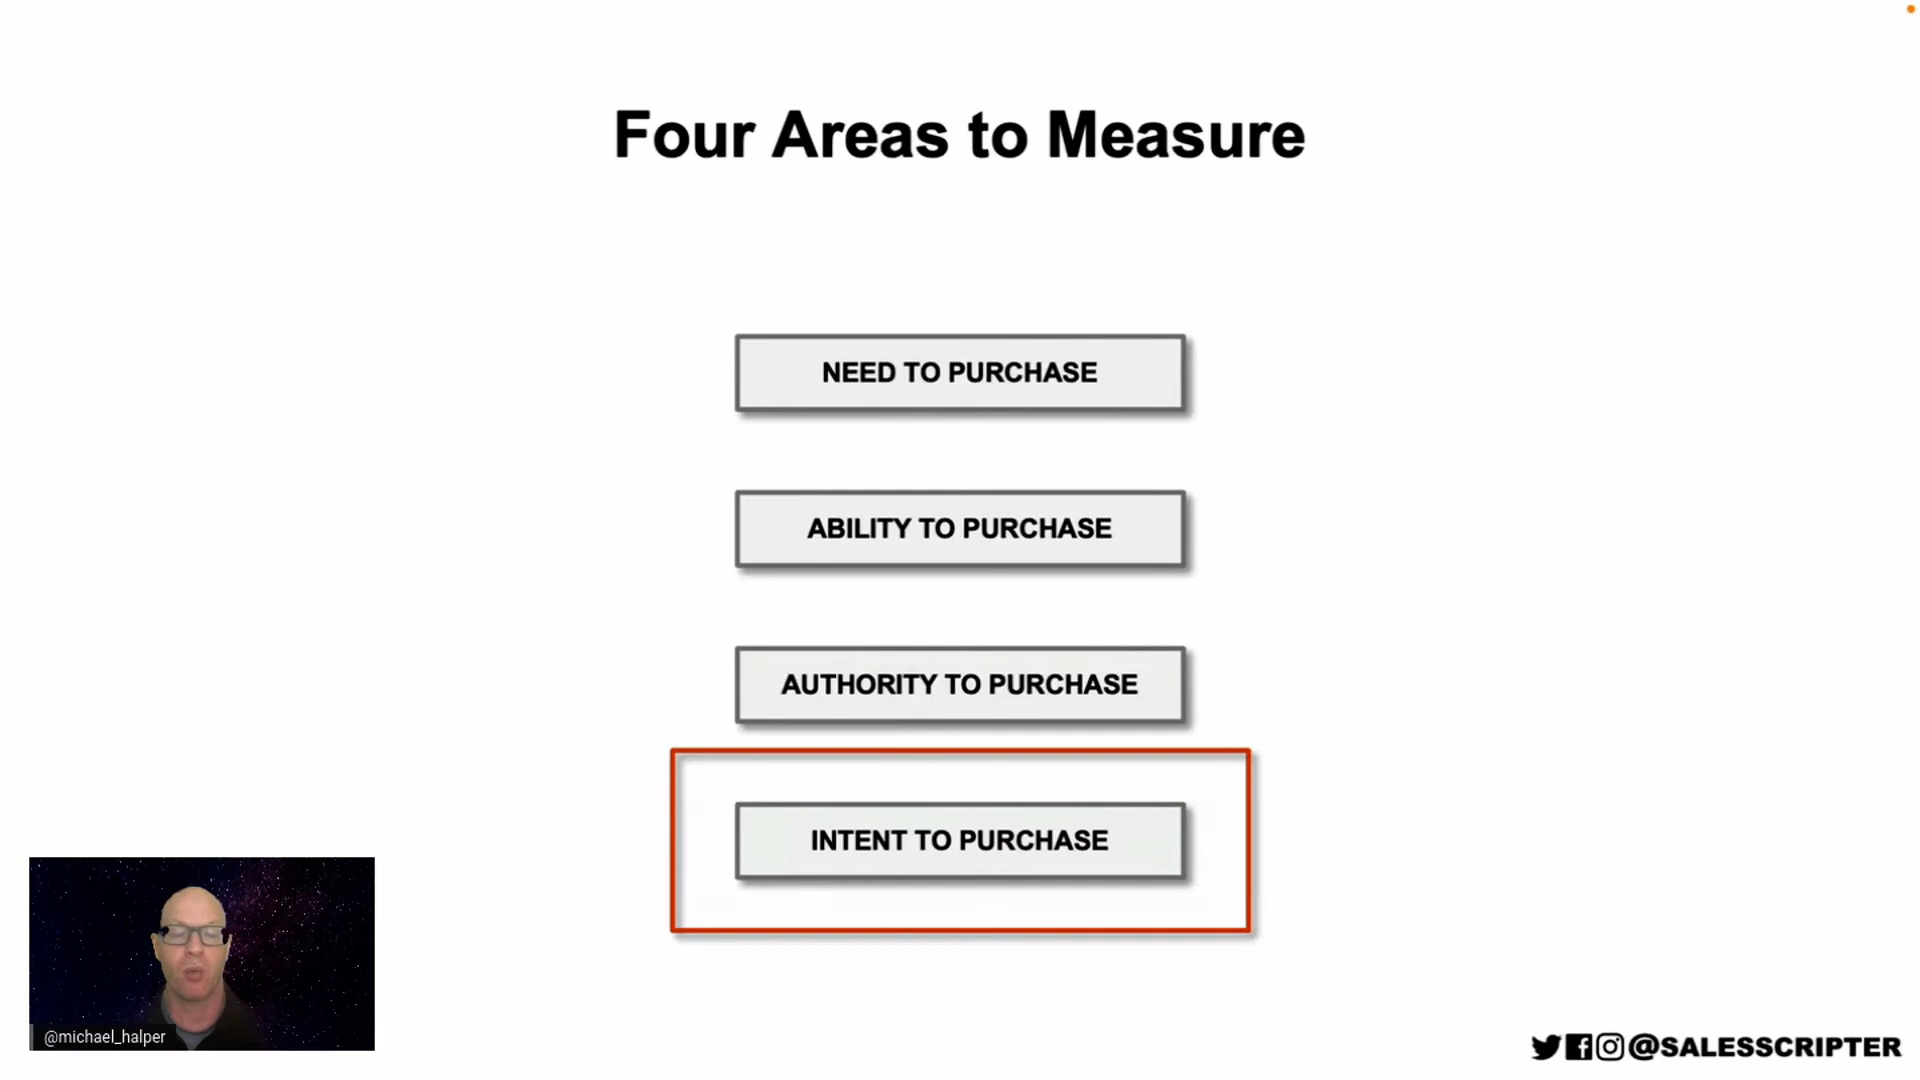 Four Areas to Measure
NEED TO PURCHASE
ABILITY TO PURCHASE
AUTHORITY TO PURCHASE
INTENT TO PURCHASE
@michael_halper
@SALESSCRIPTER